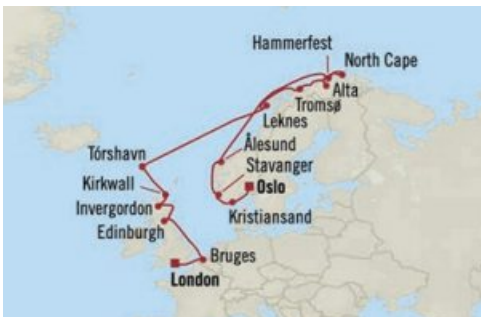 Hammerfest
North Cape
Alta
Tromsø
Leknes
Ålesund
Tórshavn
Stavanger
Kirkwall
Oslo
Invergordon
Kristiansand
Edinburgh
Bruges
London